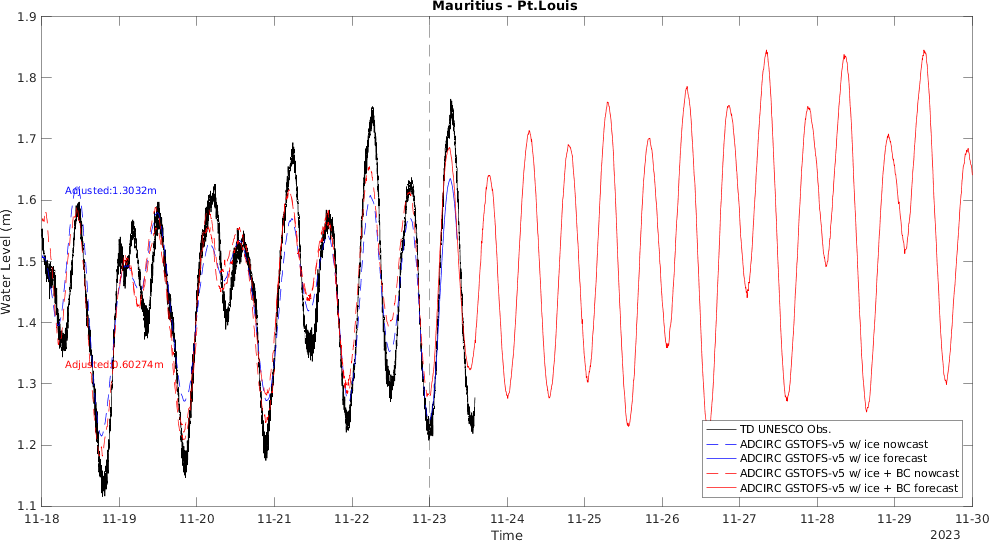 Mauritius - Pt.Louis
1.9
1.8
1.7
1.6
1.5
1.4
1.3
1.2
1.1
Water Level (m)
Adjusted:1.3032m
Adjusted:0.60274m
TD UNESCO Obs.
ADCIRC GSTOFS-v5 w/ ice nowcast
ADCIRC GSTOFS-v5 w/ ice forecast
ADCIRC GSTOFS-v5 w/ ice + BC nowcast
ADCIRC GSTOFS-v5 w/ ice + BC forecast
11-18 11-19 11-20 11-21 11-22 11-23 11-24 11-25 11-26 11-27 11-28 11-29 11-30
Time
2023